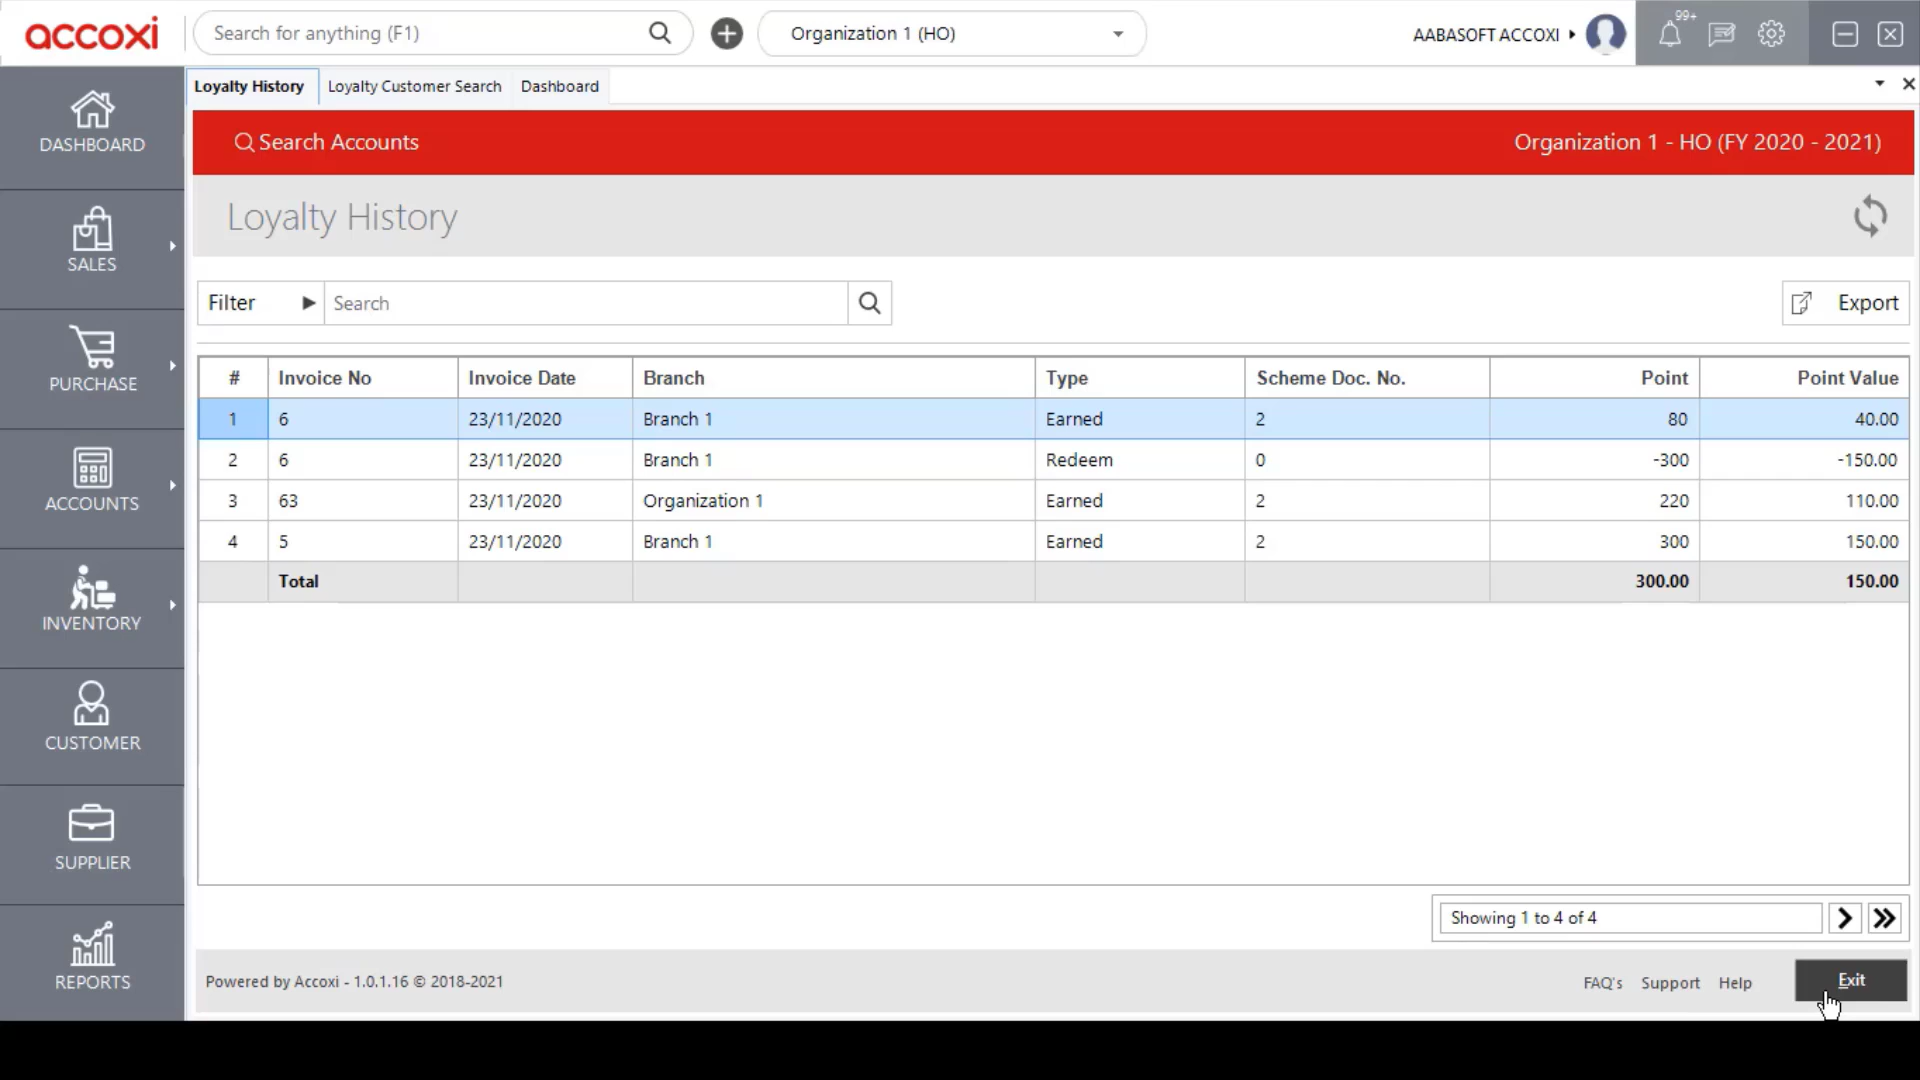 accoxi Search for anything (F1) Organization 1 (HO) AABASOFT ACCOXI 99+
Loyalty History Loyalty Customer Search Dashboard
Search Accounts Organization 1 - HO (FY 2020 - 2021)
Loyalty History
Filter Search Export
# Invoice No Invoice Date Branch Type Scheme Doc. No. Point Point Value
1 6 23/11/2020 Branch 1 Earned 2 80 40.00
2 6 23/11/2020 Branch 1 Redeem 0 -300 -150.00
3 63 23/11/2020 Organization 1 Earned 2 220 110.00
4 5 23/11/2020 Branch 1 Earned 2 300 150.00
Total 300.00 150.00
Showing 1 to 4 of 4
Powered by Accoxi - 1.0.1.16 © 2018-2021 FAQ's Support Help Exit
DASHBOARD
SALES
PURCHASE
ACCOUNTS
INVENTORY
CUSTOMER
SUPPLIER
REPORTS